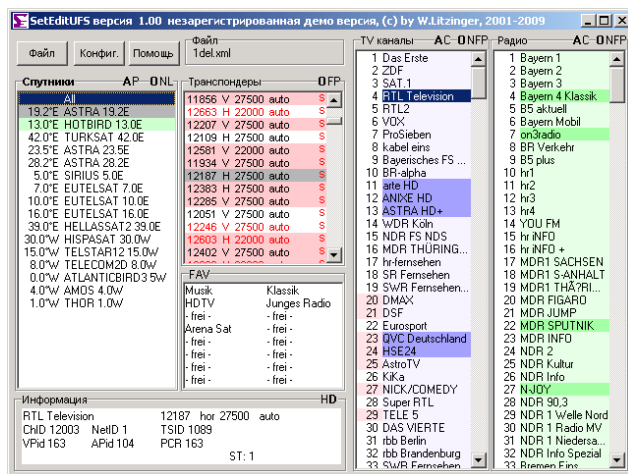 SetEditUFS версия 1.00 незарегистрированная демо версия, (c) by W.Litzinger, 2001-2009
Файл Конфиг. Помощь
Файл
1del.xml
Спутники AP ONL
All
19.2°E ASTRA 19.2E
13.0°E HOTBIRD 13.0E
42.0°E TURKSAT 42.0E
23.5°E ASTRA 23.5E
28.2°E ASTRA 28.2E
5.0°E SIRIUS 5.0E
7.0°E EUTELSAT 7.0E
10.0°E EUTELSAT 10.0E
16.0°E EUTELSAT 16.0E
39.0°E HELLASSAT2 39.0E
30.0°W HISPASAT 30.0W
15.0°W TELSTAR12 15.0W
8.0°W TELECOM2D 8.0W
0.0°W ATLANTICBIRD3 5W
4.0°W AMOS 4.0W
1.0°W THOR 1.0W
Транспондеры OFP
11856 V 27500 auto S
12663 H 22000 auto S
12207 V 27500 auto S
12109 H 27500 auto S
12581 V 22000 auto S
11934 V 27500 auto S
12187 H 27500 auto S
12383 H 27500 auto S
12285 V 27500 auto S
12051 V 27500 auto S
12246 V 27500 auto S
12603 H 22000 auto S
12402 V 27500 auto S
FAV
Musik Klassik
HDTV Junges Radio
- frei - - frei -
Arena Sat - frei -
- frei - - frei -
- frei - - frei -
- frei - - frei -
- frei - - frei -
Информация HD
RTL Television 12187 hor 27500 auto
ChID 12003 NetID 1 TSID 1089
VPid 163 APid 104 PCR 163
ST: 1
TV каналы AC ONFP
1 Das Erste
2 ZDF
3 SAT.1
4 RTL Television
5 RTL2
6 VOX
7 ProSieben
8 kabel eins
9 Bayerisches FS ...
10 BR-alpha
11 arte HD
12 ANIXE HD
13 ASTRA HD+
14 WDR Köln
15 NDR FS NDS
16 MDR THÜRING...
17 hr-fernsehen
18 SR Fernsehen
19 SWR Fernsehen...
20 DMAX
21 DSF
22 Eurosport
23 QVC Deutschland
24 HSE24
25 AstroTV
26 KiKa
27 NICK/COMEDY
28 Super RTL
29 TELE 5
30 DAS VIERTE
31 rbb Berlin
32 rbb Brandenburg
33 SWR Fernsehen
Радио AC ONFP
1 Bayern 1
2 Bayern 2
3 Bayern 3
4 Bayern 4 Klassik
5 B5 aktuell
6 Bayern Mobil
7 on3radio
8 BR Verkehr
9 B5 plus
10 hr1
11 hr2
12 hr3
13 hr4
14 YOU FM
15 hr iNFO
16 hr iNFO +
17 MDR1 SACHSEN
18 MDR1 S-ANHALT
19 MDR1 THÃ?RI...
20 MDR FIGARO
21 MDR JUMP
22 MDR SPUTNIK
23 MDR INFO
24 NDR 2
25 NDR Kultur
26 NDR Info
27 N-JOY
28 NDR 90,3
29 NDR 1 Welle Nord
30 NDR 1 Radio MV
31 NDR 1 Niedersa...
32 NDR Info Spezial
33 Bremen Eins